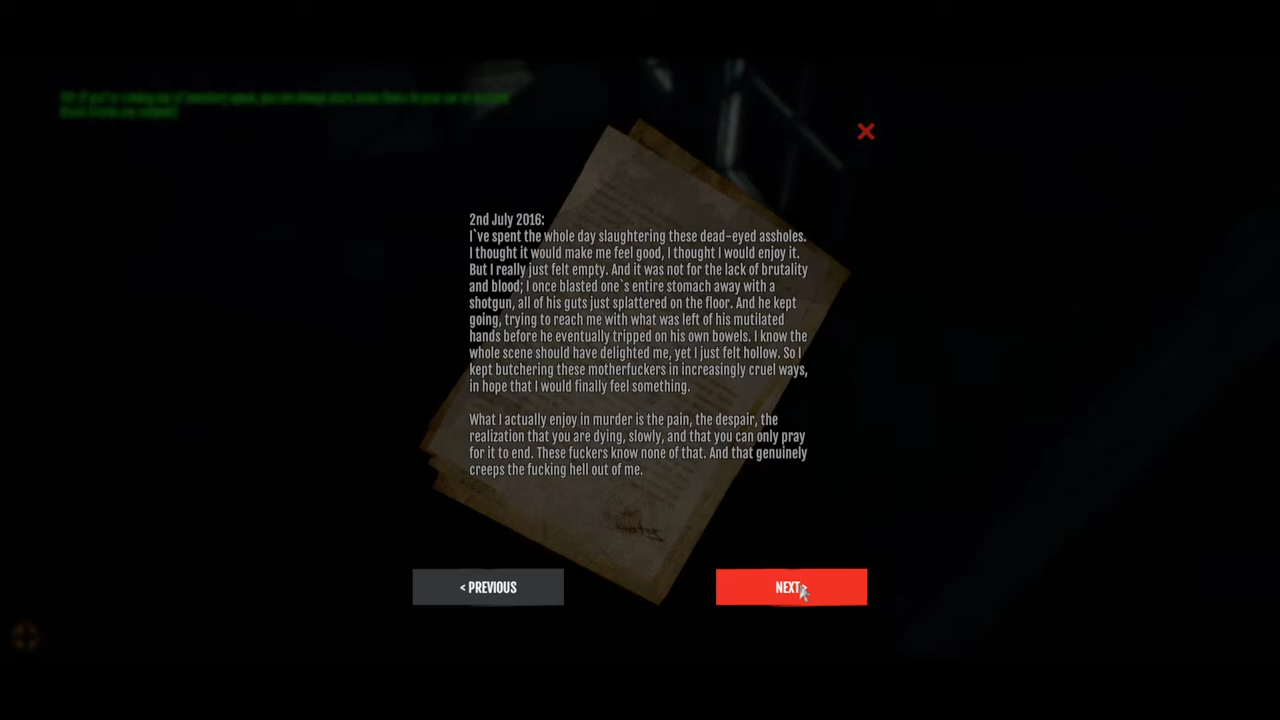 2nd July 2016:
I`ve spent the whole day slaughtering these dead-eyed assholes.
I thought it would make me feel good, I thought I would enjoy it.
But I really just felt empty. And it was not for the lack of brutality
and blood; I once blasted one`s entire stomach away with a
shotgun, all of his guts just splattered on the floor. And he kept
going, trying to reach me with what was left of his mutilated
hands before he eventually tripped on his own bowels. I know the
whole scene should have delighted me, yet I just felt hollow. So I
kept butchering these motherfuckers in increasingly cruel ways,
in hope that I would finally feel something.
What I actually enjoy in murder is the pain, the despair, the
realization that you are dying, slowly, and that you can only pray
for it to end. These fuckers know none of that. And that genuinely
creeps the fucking hell out of me.
< PREVIOUS
NEXT >